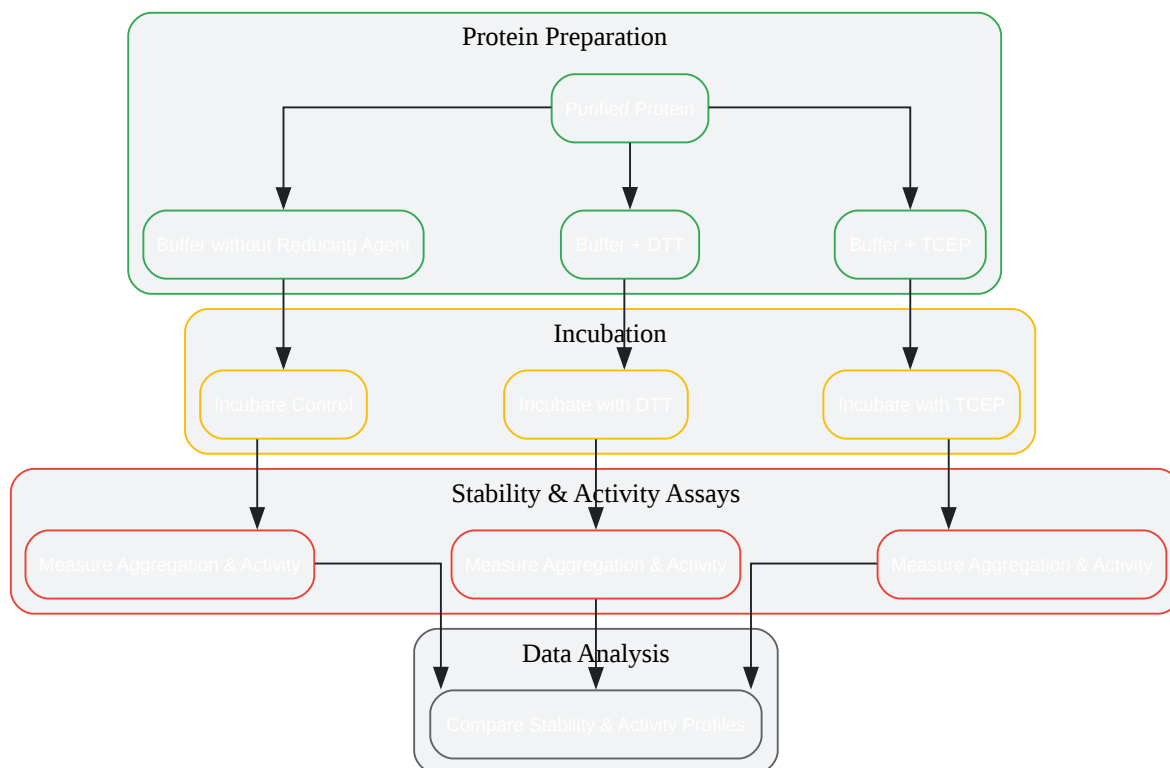 Protein Preparation
Purified Protein
Buffer without Reducing Agent
Buffer + DTT
Buffer + TCEP
Incubation
Incubate Control
Incubate with DTT
Incubate with TCEP
Stability & Activity Assays
Measure Aggregation & Activity
Measure Aggregation & Activity
Measure Aggregation & Activity
Data Analysis
Compare Stability & Activity Profiles